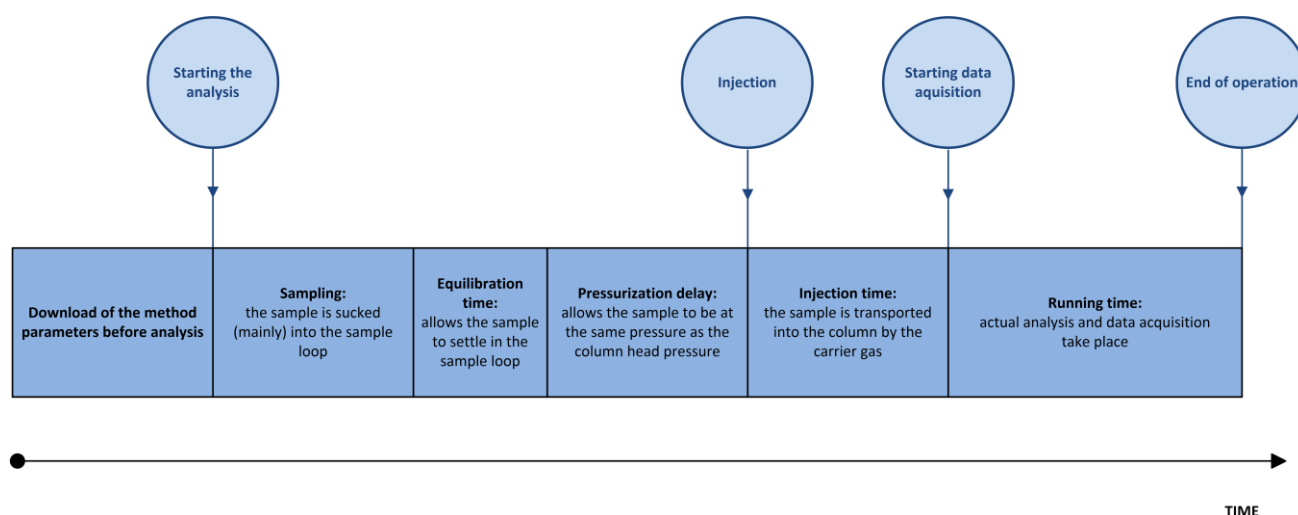 Starting the
analysis
Injection
Starting data
aquisition
End of operation
Download of the method
parameters before analysis
Sampling:
the sample is sucked
(mainly) into the sample
loop
Equilibration
time:
allows the sample
to settle in the
sample loop
Pressurization delay:
allows the sample to be at
the same pressure as the
column head pressure
Injection time:
the sample is transported
into the column by the
carrier gas
Running time:
actual analysis and data acquisition
take place
TIME